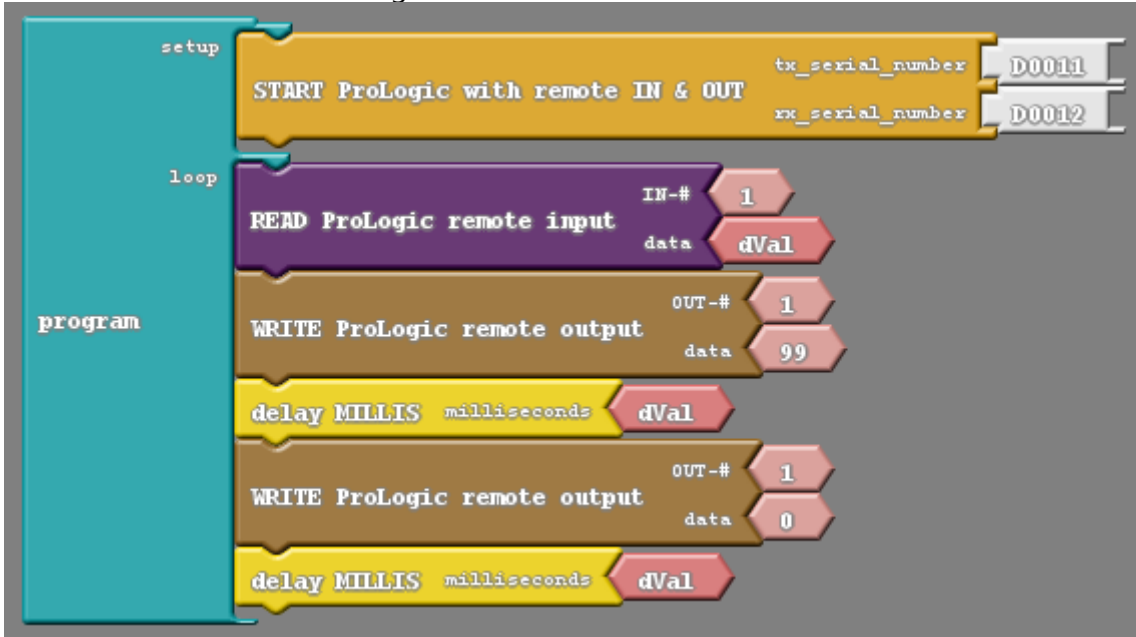 setup
START ProLogic with remote IN & OUT
tx_serial_number D0011
rx_serial_number D0012
loop
READ ProLogic remote input
IN-# 1
data dVal
program
WRITE ProLogic remote output
OUT-# 1
data 99
delay MILLIS milliseconds dVal
WRITE ProLogic remote output
OUT-# 1
data 0
delay MILLIS milliseconds dVal